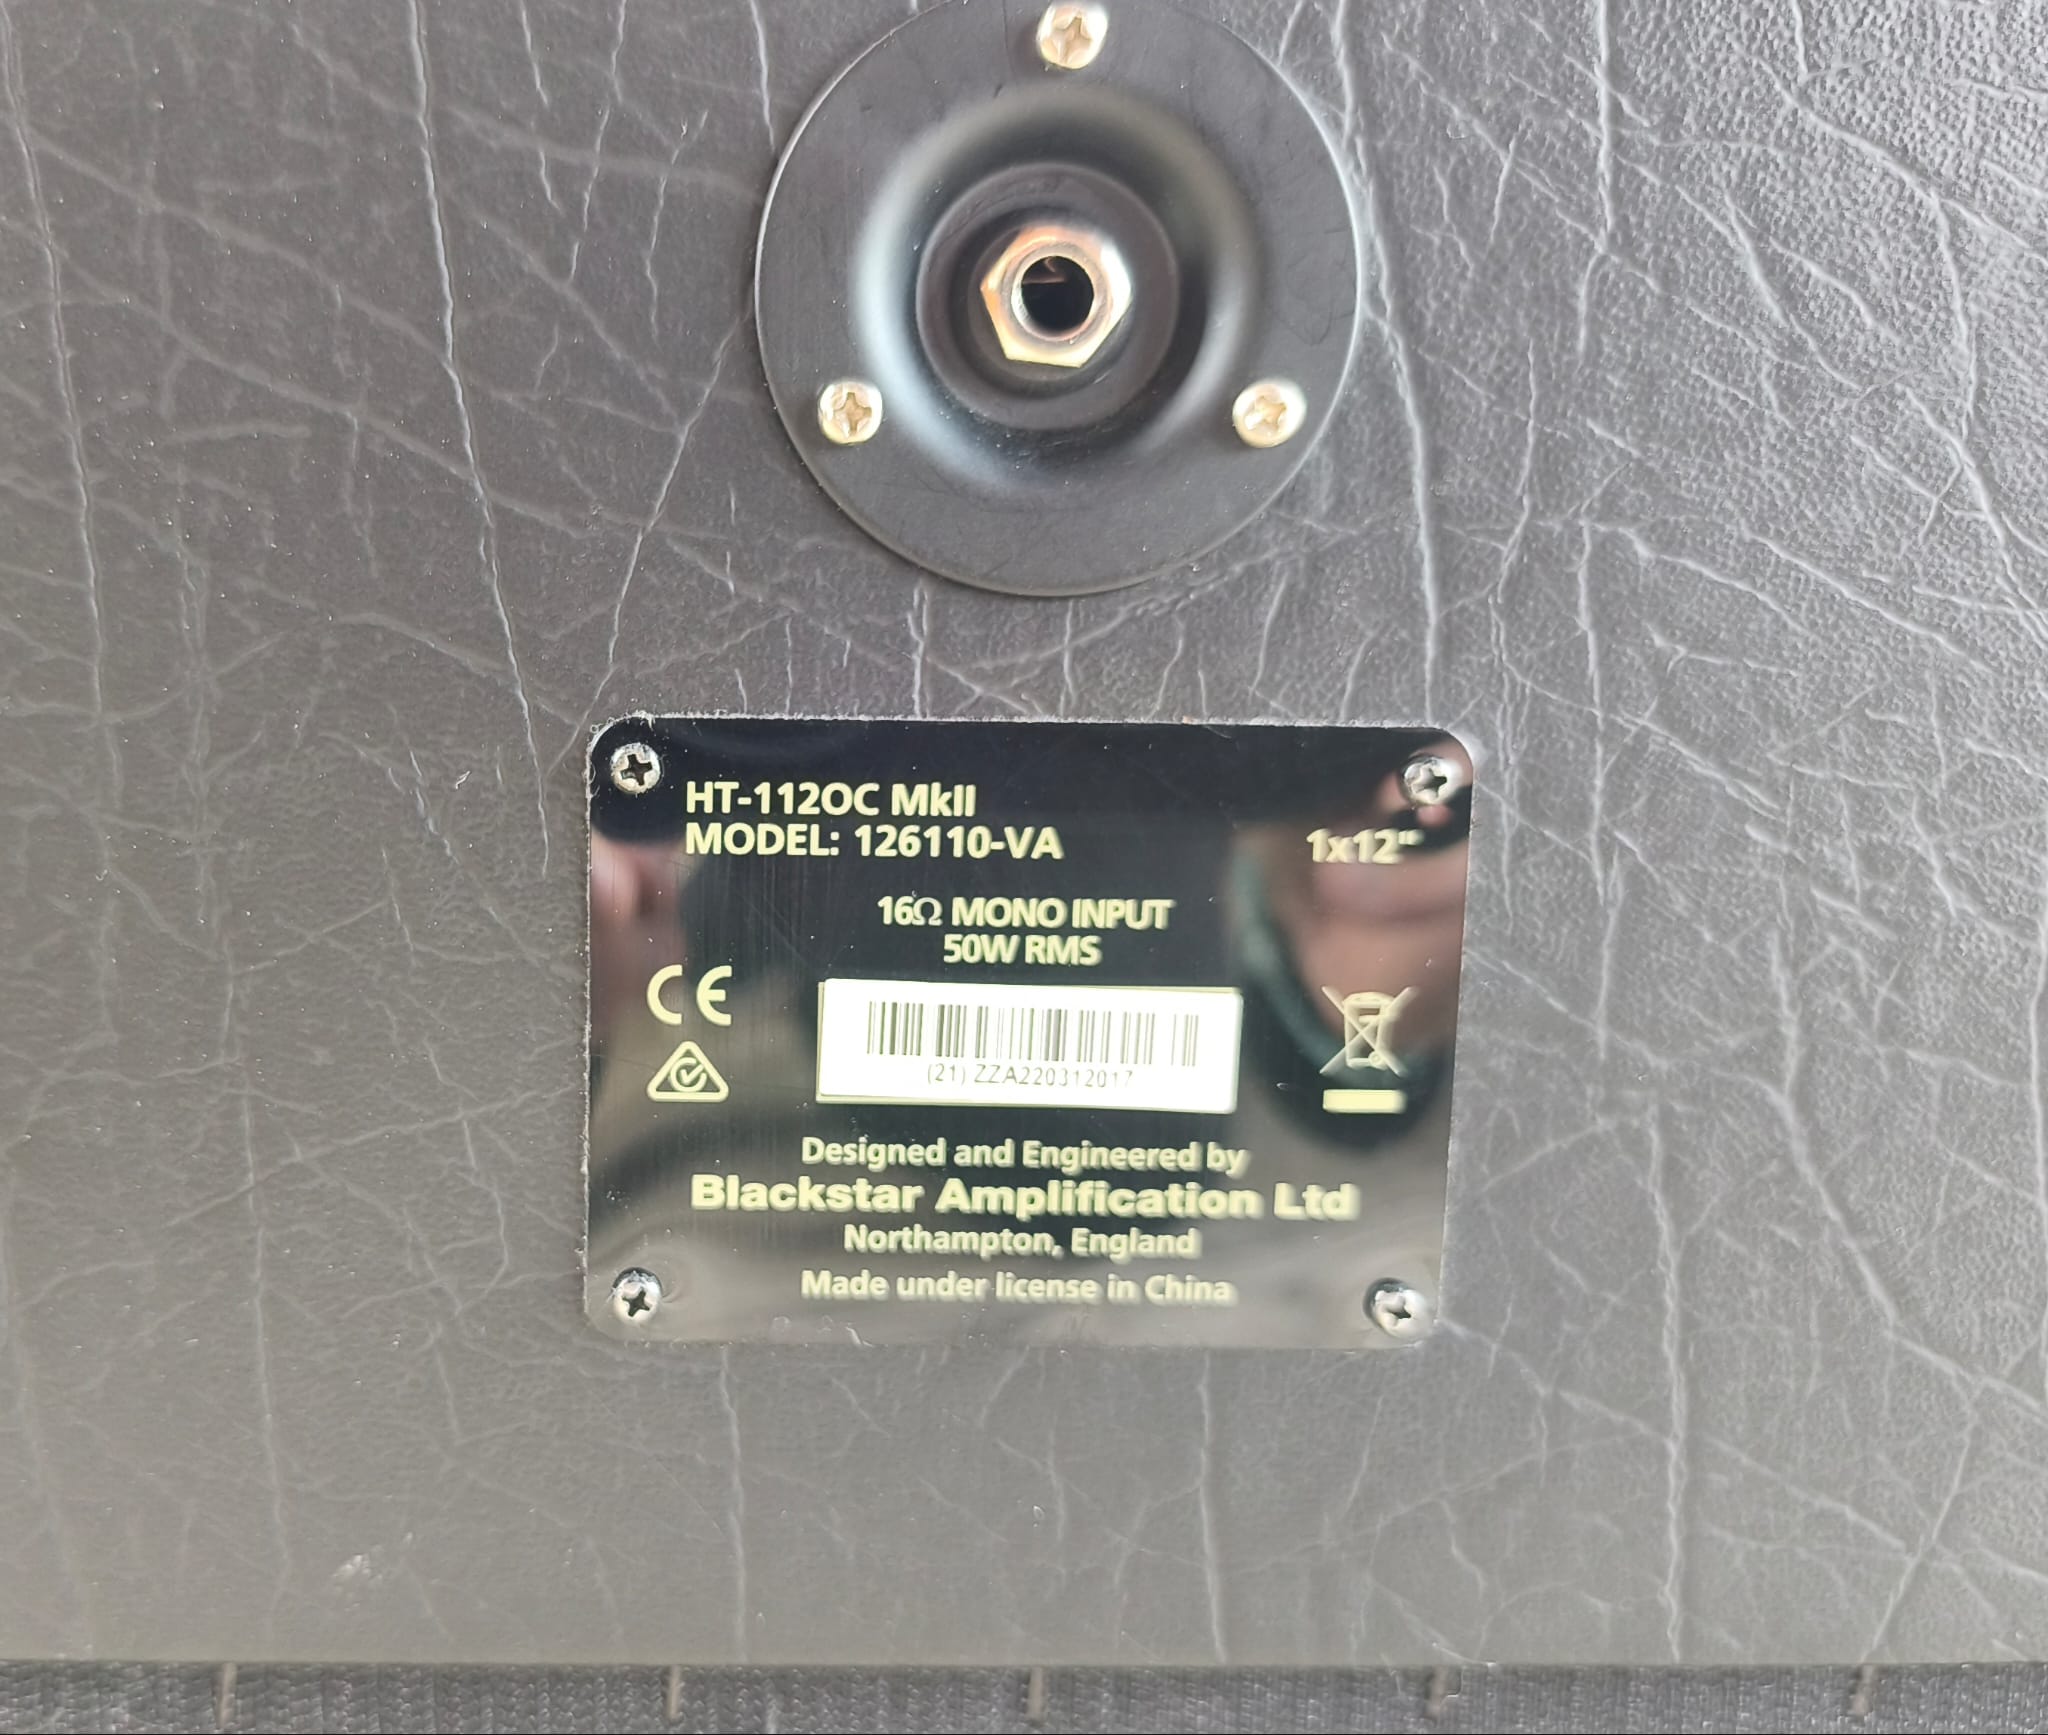 HT-112OC MkII
MODEL: 126110-VA
1x12"
16Ω MONO INPUT
50W RMS
CE
(21) ZZA220312017
Designed and Engineered by
Blackstar Amplification Ltd
Northampton, England
Made under license in China